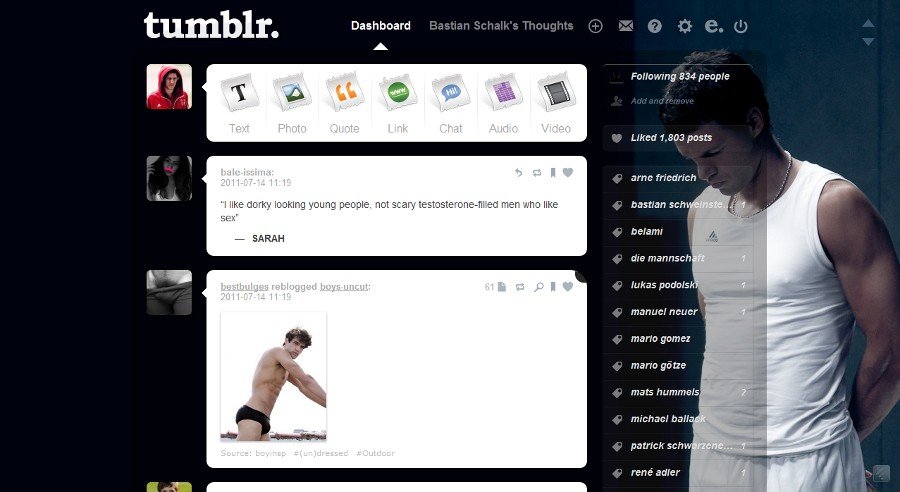 tumblr.
Dashboard
Bastian Schalk's Thoughts
Text
Photo
Quote
Link
Chat
Audio
Video
www
Hi!
T
bale-issima:
2011-07-14 11:19
“I like dorky looking young people, not scary testosterone-filled men who like
sex”
— SARAH
bestbulges reblogged boys-uncut:
61
2011-07-14 11:19
Source: boyinsp #(un)dressed #Outdoor
Following 834 people
Add and remove
Liked 1,803 posts
arne friedrich
bastian schweinste... 1
belami
die mannschaft 1
lukas podolski 1
manuel neuer 1
mario gomez
mario götze
mats hummels 2
michael ballack
patrick schwarzene... 1
rené adler 1